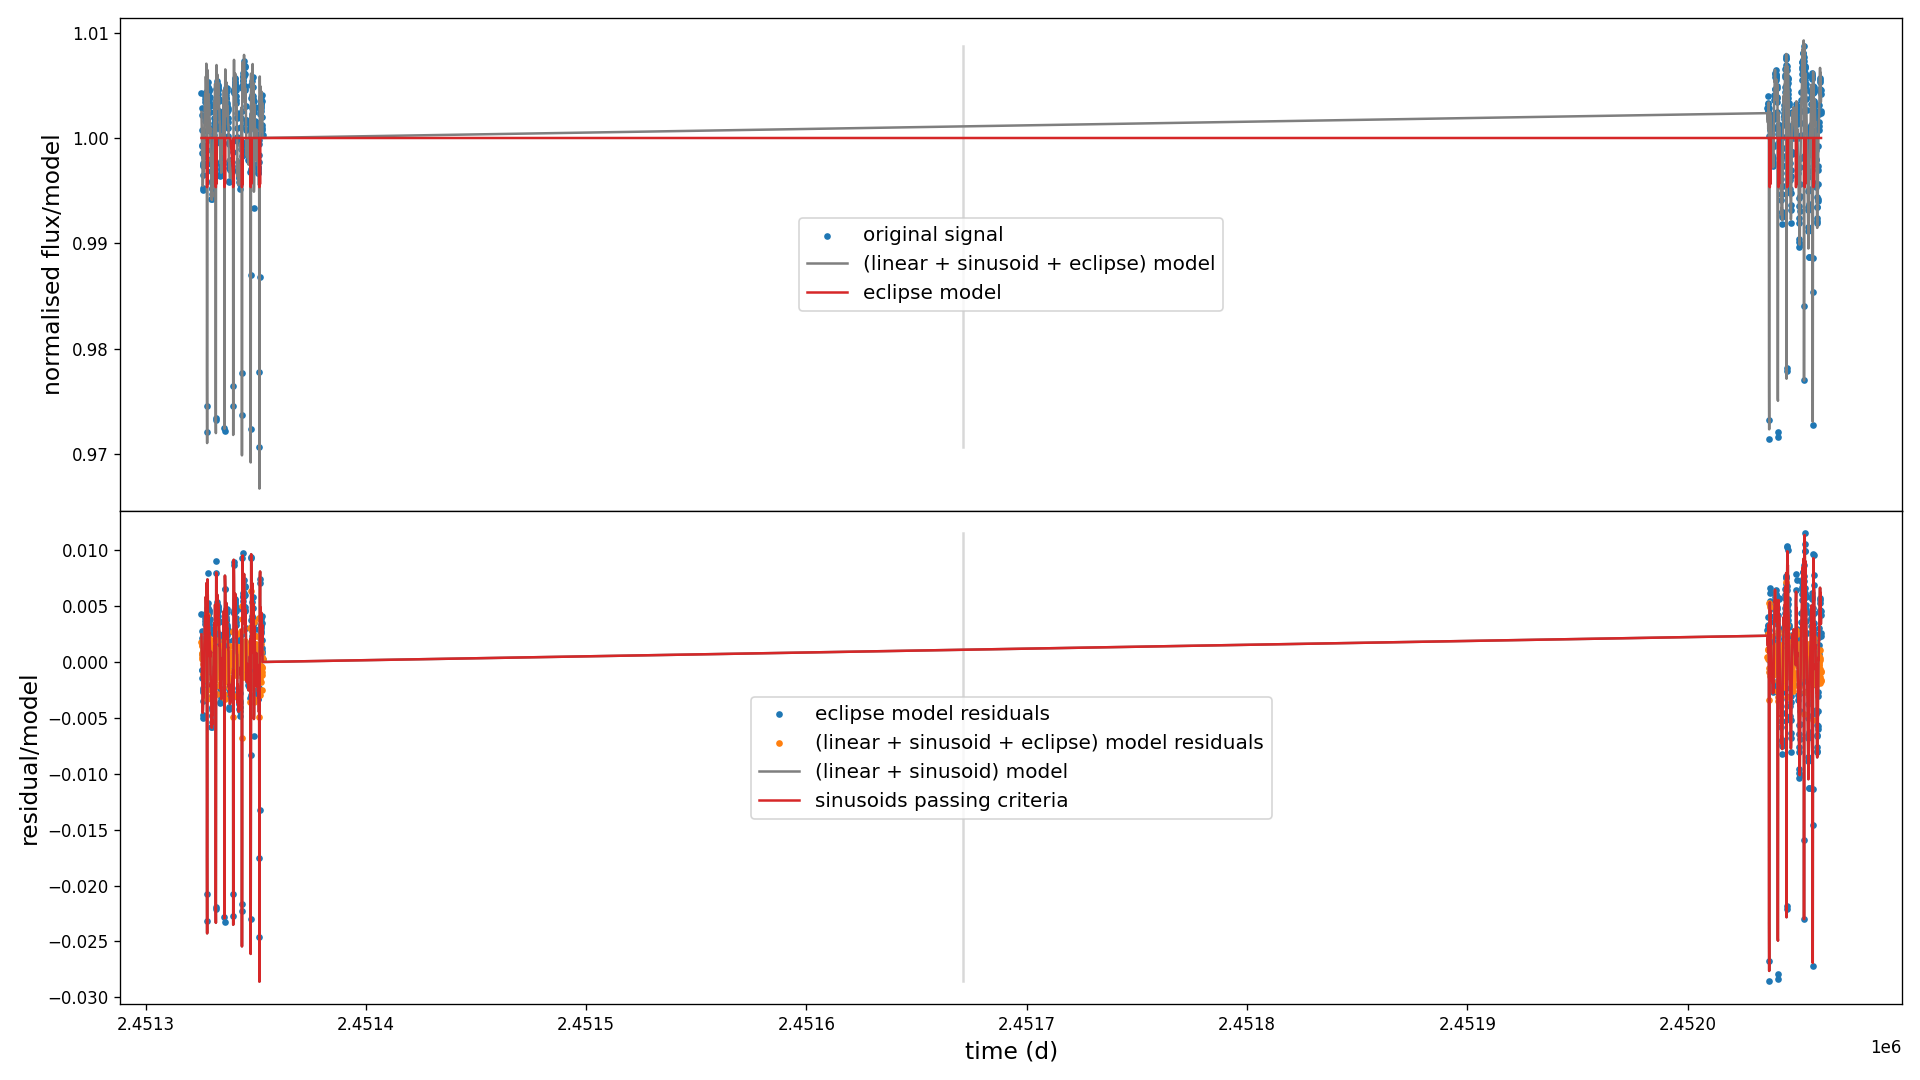 1.01
1.00
0.99
0.98
0.97
normalised flux/model
original signal
(linear + sinusoid + eclipse) model
eclipse model
0.010
0.005
0.000
−0.005
−0.010
−0.015
−0.020
−0.025
−0.030
residual/model
eclipse model residuals
(linear + sinusoid + eclipse) model residuals
(linear + sinusoid) model
sinusoids passing criteria
2.4513 2.4514 2.4515 2.4516 2.4517 2.4518 2.4519 2.4520
1e6
time (d)